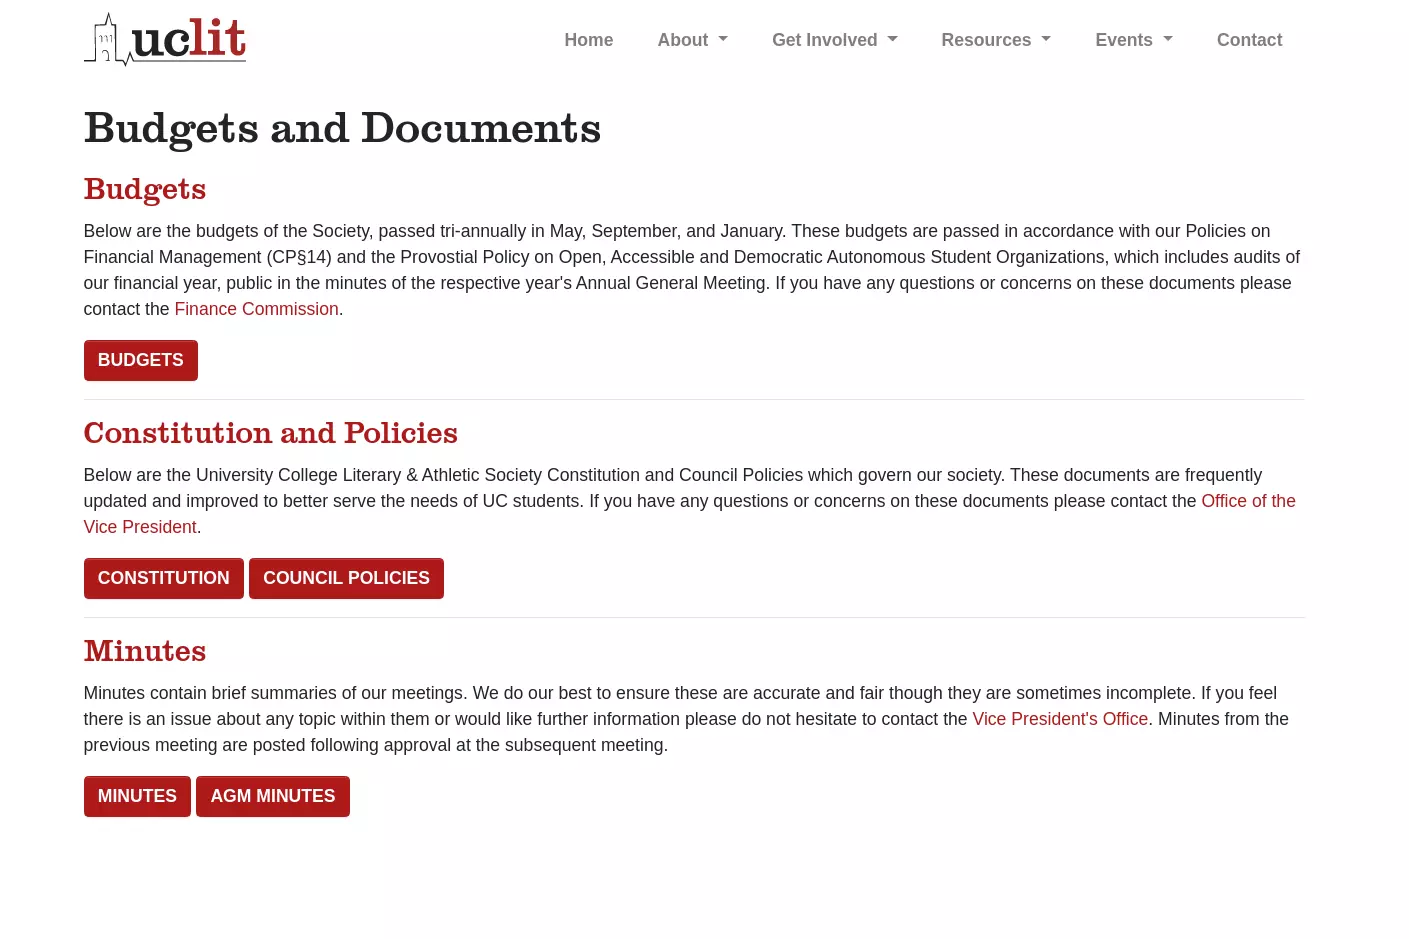 uclit
Home
About
Get Involved
Resources
Events
Contact
Budgets and Documents
Budgets
Below are the budgets of the Society, passed tri-annually in May, September, and January. These budgets are passed in accordance with our Policies on
Financial Management (CP§14) and the Provostial Policy on Open, Accessible and Democratic Autonomous Student Organizations, which includes audits of
our financial year, public in the minutes of the respective year's Annual General Meeting. If you have any questions or concerns on these documents please
contact the Finance Commission.
BUDGETS
Constitution and Policies
Below are the University College Literary & Athletic Society Constitution and Council Policies which govern our society. These documents are frequently
updated and improved to better serve the needs of UC students. If you have any questions or concerns on these documents please contact the Office of the
Vice President.
CONSTITUTION
COUNCIL POLICIES
Minutes
Minutes contain brief summaries of our meetings. We do our best to ensure these are accurate and fair though they are sometimes incomplete. If you feel
there is an issue about any topic within them or would like further information please do not hesitate to contact the Vice President's Office. Minutes from the
previous meeting are posted following approval at the subsequent meeting.
MINUTES
AGM MINUTES